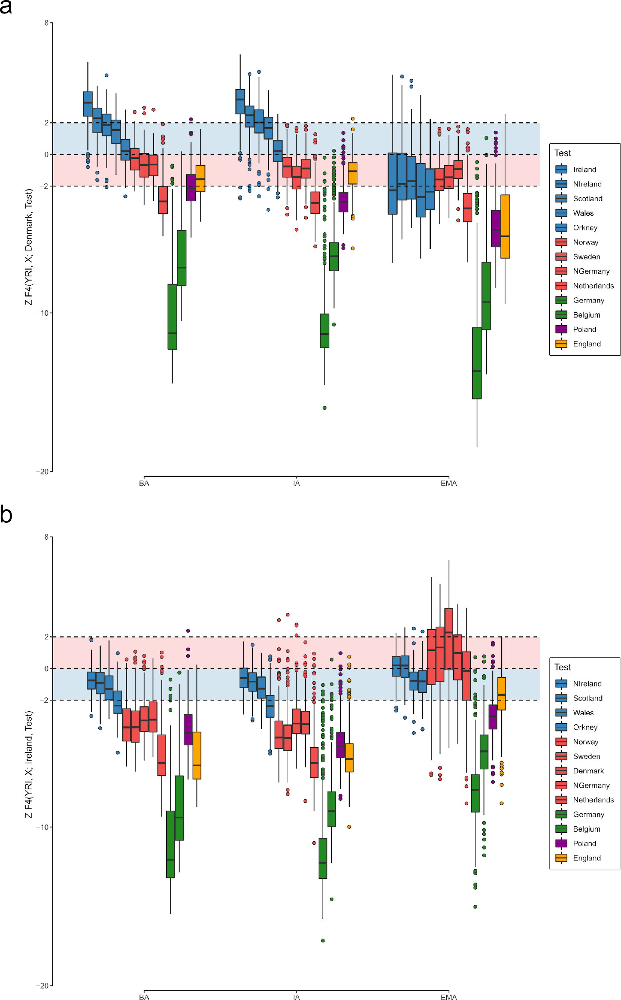 a
8
2
0
−2
−10
−20
Z F4(YRI, X; Denmark, Test)
BA
IA
EMA
Test
Ireland
NIreland
Scotland
Wales
Orkney
Norway
Sweden
NGermany
Netherlands
Germany
Belgium
Poland
England
b
8
2
0
−2
−10
−20
Z F4(YRI, X; Ireland, Test)
BA
IA
EMA
Test
NIreland
Scotland
Wales
Orkney
Norway
Sweden
Denmark
NGermany
Netherlands
Germany
Belgium
Poland
England